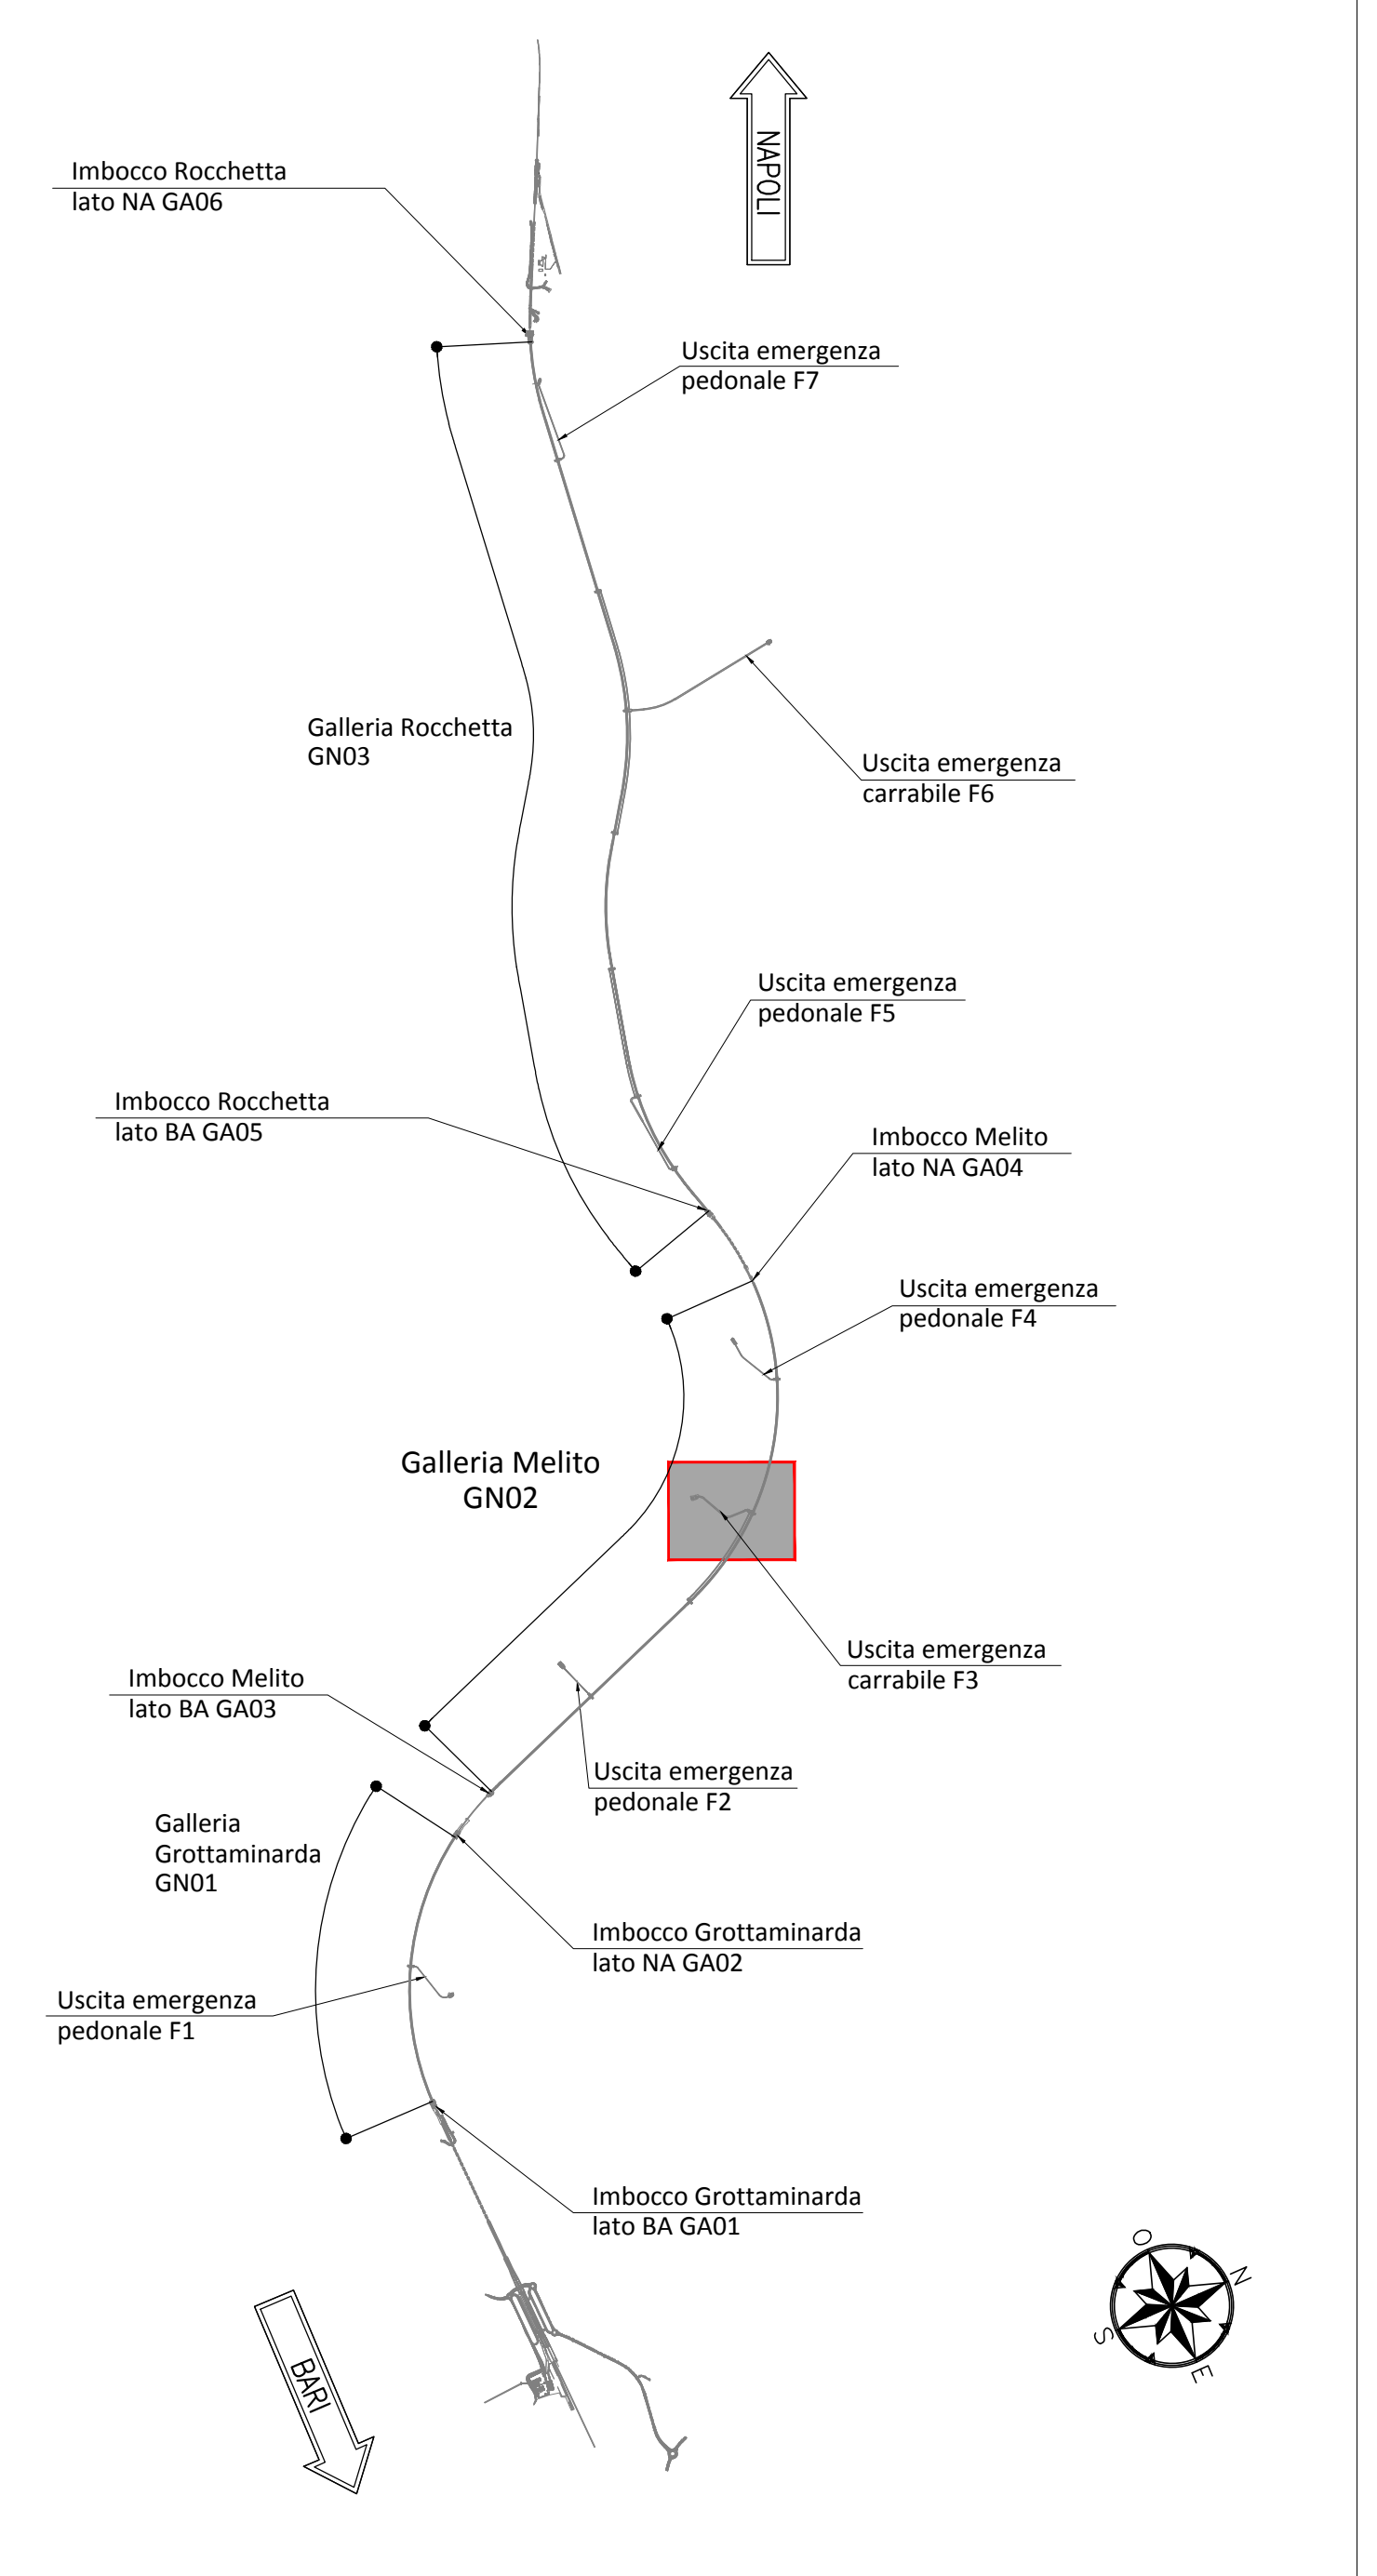 NAPOLI
Imbocco Rocchetta
lato NA GA06
Uscita emergenza
pedonale F7
Galleria Rocchetta
GN03
Uscita emergenza
carrabile F6
Uscita emergenza
pedonale F5
Imbocco Rocchetta
lato BA GA05
Imbocco Melito
lato NA GA04
Uscita emergenza
pedonale F4
Galleria Melito
GN02
Uscita emergenza
carrabile F3
Imbocco Melito
lato BA GA03
Uscita emergenza
pedonale F2
Galleria
Grottaminarda
GN01
Imbocco Grottaminarda
lato NA GA02
Uscita emergenza
pedonale F1
Imbocco Grottaminarda
lato BA GA01
BARI
O
N
S
E